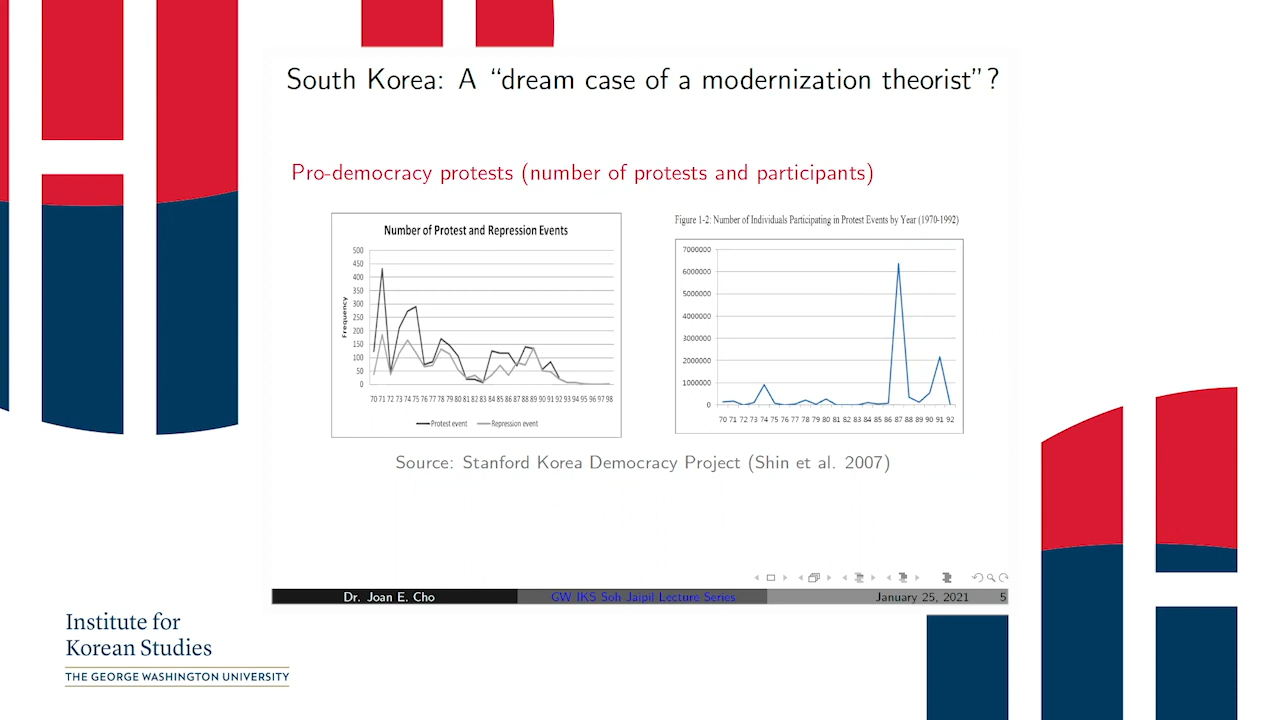 South Korea: A “dream case of a modernization theorist”?
Pro-democracy protests (number of protests and participants)
Number of Protest and Repression Events
500
450
400
350
300
250
200
150
100
50
0
Frequency
70 71 72 73 74 75 76 77 78 79 80 81 82 83 84 85 86 87 88 89 90 91 92 93 94 95 96 97 98
Protest event Repression event
Figure 1-2: Number of Individuals Participating in Protest Events by Year (1970-1992)
7000000
6000000
5000000
4000000
3000000
2000000
1000000
0
70 71 72 73 74 75 76 77 78 79 80 81 82 83 84 85 86 87 88 89 90 91 92
Source: Stanford Korea Democracy Project (Shin et al. 2007)
Dr. Joan E. Cho GW IKS Soh Jaipil Lecture Series January 25, 2021 5
Institute for
Korean Studies
THE GEORGE WASHINGTON UNIVERSITY